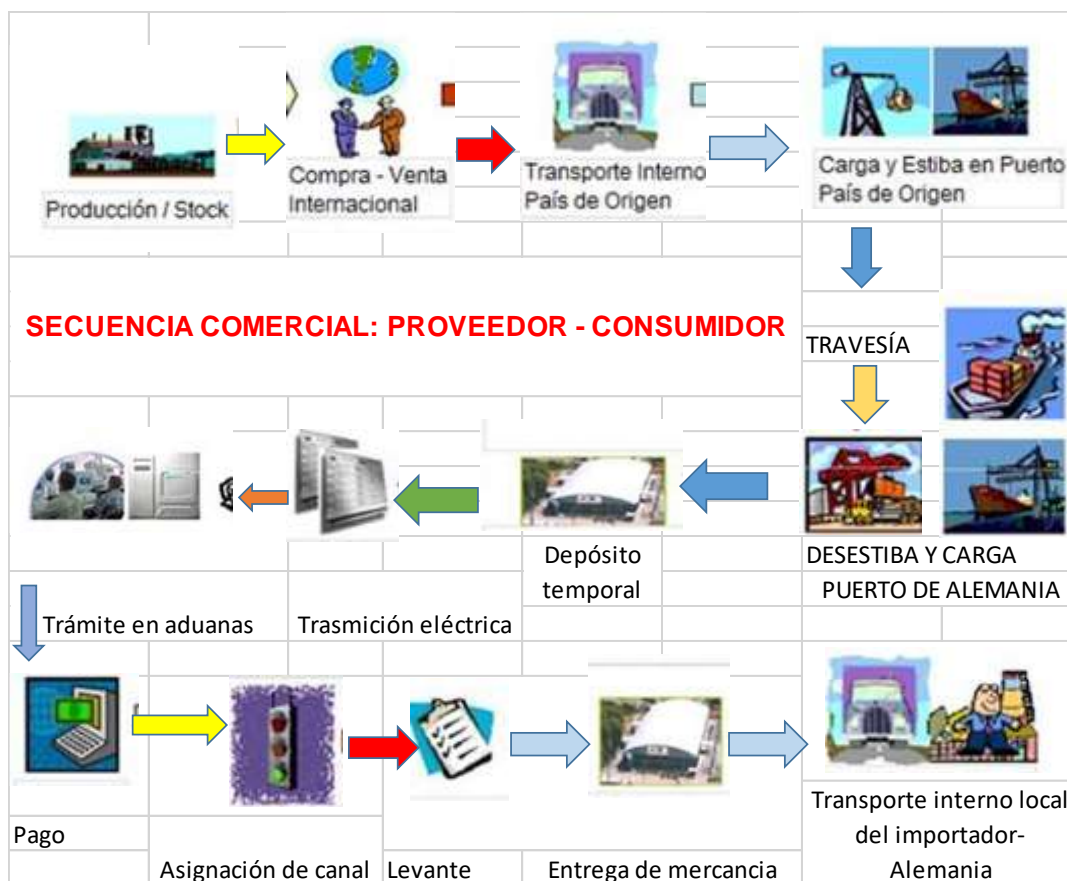 Producción / Stock
Compra - Venta
Internacional
Transporte Interno
País de Origen
Carga y Estiba en Puerto
País de Origen
SECUENCIA COMERCIAL: PROVEEDOR - CONSUMIDOR
TRAVESÍA
DESESTIBA Y CARGA
PUERTO DE ALEMANIA
Depósito
temporal
Trasmición eléctrica
Trámite en aduanas
Pago
Asignación de canal
Levante
Entrega de mercancia
Transporte interno local
del importador-
Alemania